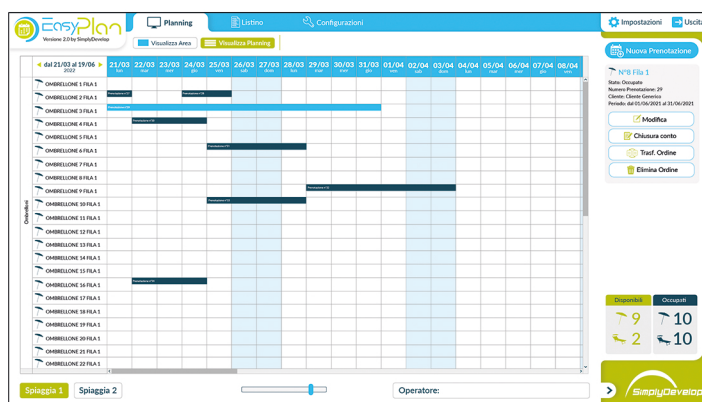 EasyPlan
Versione 2.0 by SimplyDevelop
Planning
Listino
Configurazioni
Impostazioni
Uscita
Visualizza Area
Visualizza Planning
dal 21/03 al 19/06
2022
21/03 22/03 23/03 24/03 25/03 26/03 27/03 28/03 29/03 30/03 31/03 01/04 02/04 03/04 04/04 05/04 06/04 07/04 08/04
lun mar mer gio ven sab dom lun mar mer gio ven sab dom lun mar mer gio ven
OMBRELLONE 1 FILA 1
OMBRELLONE 2 FILA 1
OMBRELLONE 3 FILA 1
OMBRELLONE 4 FILA 1
OMBRELLONE 5 FILA 1
OMBRELLONE 6 FILA 1
OMBRELLONE 7 FILA 1
OMBRELLONE 8 FILA 1
OMBRELLONE 9 FILA 1
OMBRELLONE 10 FILA 1
OMBRELLONE 11 FILA 1
OMBRELLONE 12 FILA 1
OMBRELLONE 13 FILA 1
OMBRELLONE 14 FILA 1
OMBRELLONE 15 FILA 1
OMBRELLONE 16 FILA 1
OMBRELLONE 17 FILA 1
OMBRELLONE 18 FILA 1
OMBRELLONE 19 FILA 1
OMBRELLONE 20 FILA 1
OMBRELLONE 21 FILA 1
OMBRELLONE 22 FILA 1
Ombrelloni
Nuova Prenotazione
N°8 Fila 1
Stato: Occupato
Numero Prenotazione: 29
Cliente: Cliente Generico
Periodo: dal 01/06/2021 al 31/06/2021
Modifica
Chiusura conto
Trasf. Ordine
Elimina Ordine
Disponibili
Occupati
9
10
2
10
Spiaggia 1
Spiaggia 2
Operatore:
SimplyDevelop